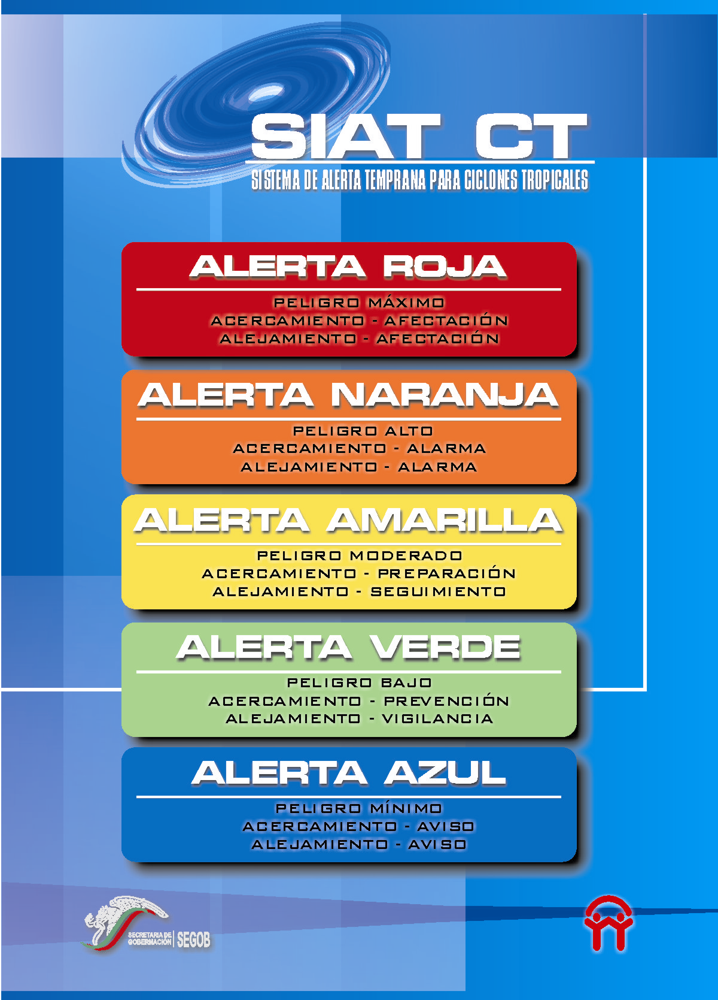 SIAT CT
SISTEMA DE ALERTA TEMPRANA PARA CICLONES TROPICALES
ALERTA ROJA
PELIGRO MÁXIMO
ACERCAMIENTO - AFECTACIÓN
ALEJAMIENTO - AFECTACIÓN
ALERTA NARANJA
PELIGRO ALTO
ACERCAMIENTO - ALARMA
ALEJAMIENTO - ALARMA
ALERTA AMARILLA
PELIGRO MODERADO
ACERCAMIENTO - PREPARACIÓN
ALEJAMIENTO - SEGUIMIENTO
ALERTA VERDE
PELIGRO BAJO
ACERCAMIENTO - PREVENCIÓN
ALEJAMIENTO - VIGILANCIA
ALERTA AZUL
PELIGRO MÍNIMO
ACERCAMIENTO - AVISO
ALEJAMIENTO - AVISO
SECRETARIA DE
GOBERNACIÓN
SEGOB